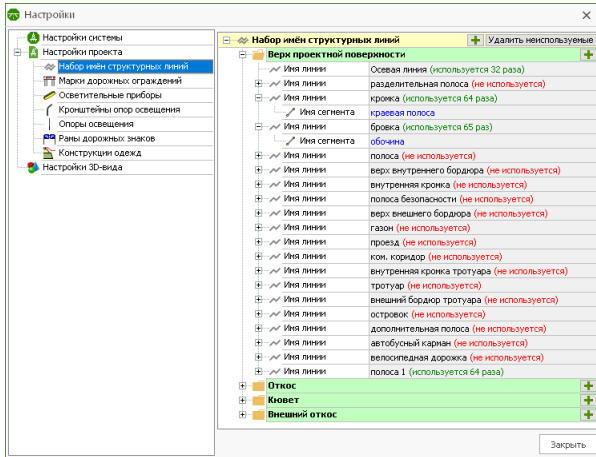 Настройки
Настройки системы
Настройки проекта
Набор имён структурных линий
Марки дорожных ограждений
Осветительные приборы
Кронштейны опор освещения
Опоры освещения
Рамы дорожных знаков
Конструкции одежд
Настройки 3D-вида
Набор имён структурных линий Удалить неиспользуемые
Верх проектной поверхности
Имя линии Осевая линия (используется 32 раза)
Имя линии разделительная полоса (не используется)
Имя линии кромка (используется 64 раза)
Имя сегмента краевая полоса
Имя линии бровка (используется 65 раз)
Имя сегмента обочина
Имя линии полоса (не используется)
Имя линии верх внутреннего бордюра (не используется)
Имя линии внутренняя кромка (не используется)
Имя линии полоса безопасности (не используется)
Имя линии верх внешнего бордюра (не используется)
Имя линии газон (не используется)
Имя линии проезд (не используется)
Имя линии ком. коридор (не используется)
Имя линии внутренняя кромка тротуара (не используется)
Имя линии тротуар (не используется)
Имя линии внешний бордюр тротуара (не используется)
Имя линии островок (не используется)
Имя линии дополнительная полоса (не используется)
Имя линии автобусный карман (не используется)
Имя линии велосипедная дорожка (не используется)
Имя линии полоса 1 (используется 64 раза)
Откос
Кювет
Внешний откос
Закрыть